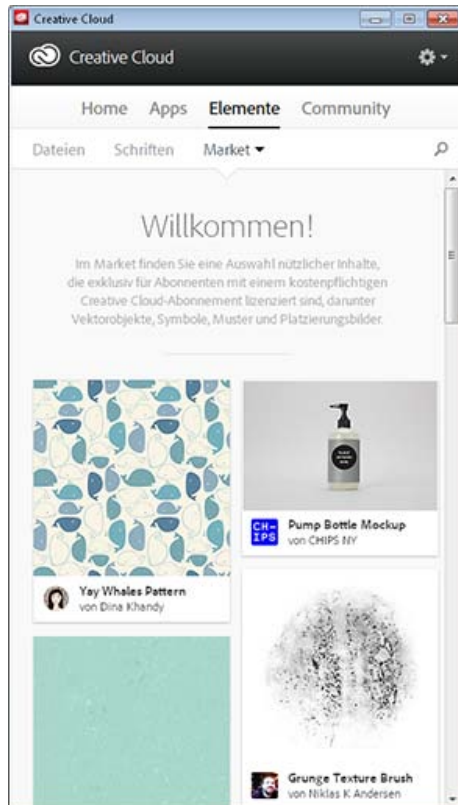 Creative Cloud
Creative Cloud
Home Apps Elemente Community
Dateien Schriften Market
Willkommen!
Im Market finden Sie eine Auswahl nützlicher Inhalte,
die exklusiv für Abonnenten mit einem kostenpflichtigen
Creative Cloud-Abonnement lizenziert sind, darunter
Vektorobjekte, Symbole, Muster und Platzierungsbilder.
CH-
IPS
Pump Bottle Mockup
von CHIPS NY
Yay Whales Pattern
von Dina Khandy
Grunge Texture Brush
von Niklas K Andersen